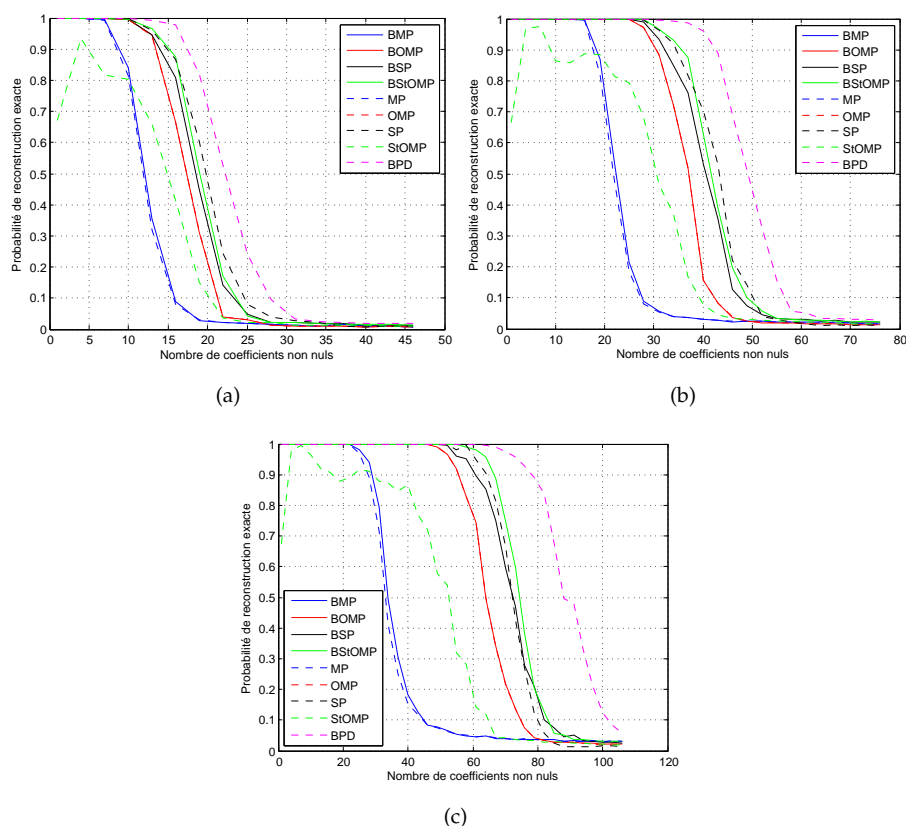 1
0.9
0.8
0.7
0.6
0.5
0.4
0.3
0.2
0.1
0
0 5 10 15 20 25 30 35 40 45 50
Probabilité de reconstruction exacte
Nombre de coefficients non nuls
BMP
BOMP
BSP
BStOMP
MP
OMP
SP
StOMP
BPD
(a)
1
0.9
0.8
0.7
0.6
0.5
0.4
0.3
0.2
0.1
0
0 10 20 30 40 50 60 70 80
Probabilité de reconstruction exacte
Nombre de coefficients non nuls
BMP
BOMP
BSP
BStOMP
MP
OMP
SP
StOMP
BPD
(b)
1
0.9
0.8
0.7
0.6
0.5
0.4
0.3
0.2
0.1
0
0 20 40 60 80 100 120
Probabilité de reconstruction exacte
Nombre de coefficients non nuls
BMP
BOMP
BSP
BStOMP
MP
OMP
SP
StOMP
BPD
(c)